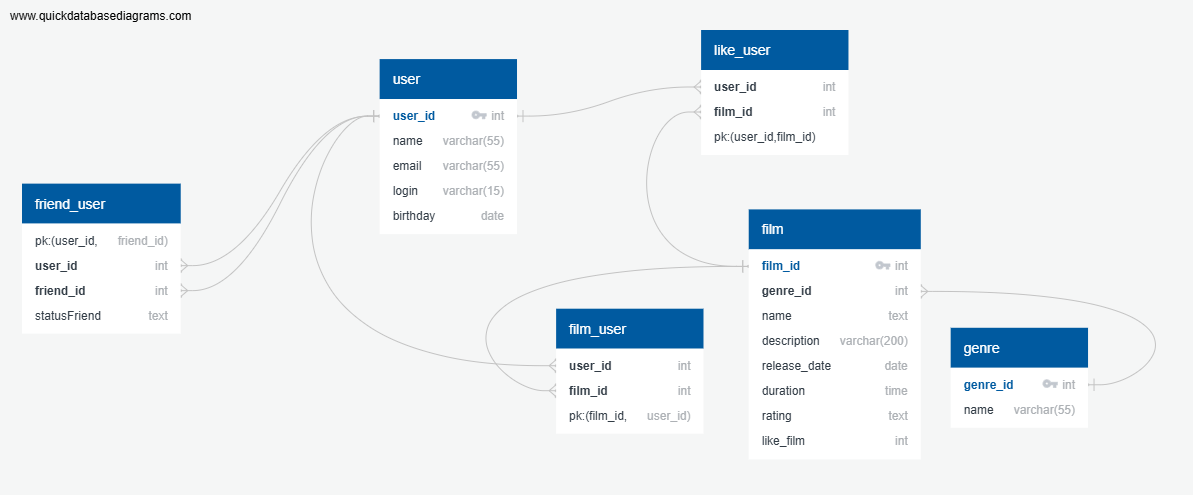 www.quickdatabasediagrams.com
user
user_id int
name varchar(55)
email varchar(55)
login varchar(15)
birthday date
like_user
user_id int
film_id int
pk:(user_id,film_id)
friend_user
pk:(user_id, friend_id)
user_id int
friend_id int
statusFriend text
film
film_id int
genre_id int
name text
description varchar(200)
release_date date
duration time
rating text
like_film int
film_user
user_id int
film_id int
pk:(film_id, user_id)
genre
genre_id int
name varchar(55)